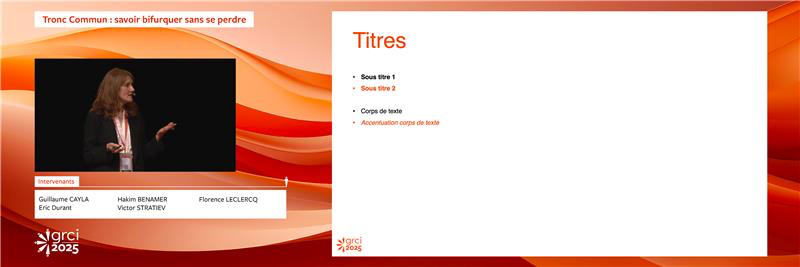 Tronc Commun : savoir bifurquer sans se perdre
Intervenants
Guillaume CAYLA
Hakim BENAMER
Florence LECLERCQ
Eric Durant
Victor STRATIEV
grci
2025
Titres
• Sous titre 1
• Sous titre 2
• Corps de texte
• Accentuation corps de texte
grci
2025